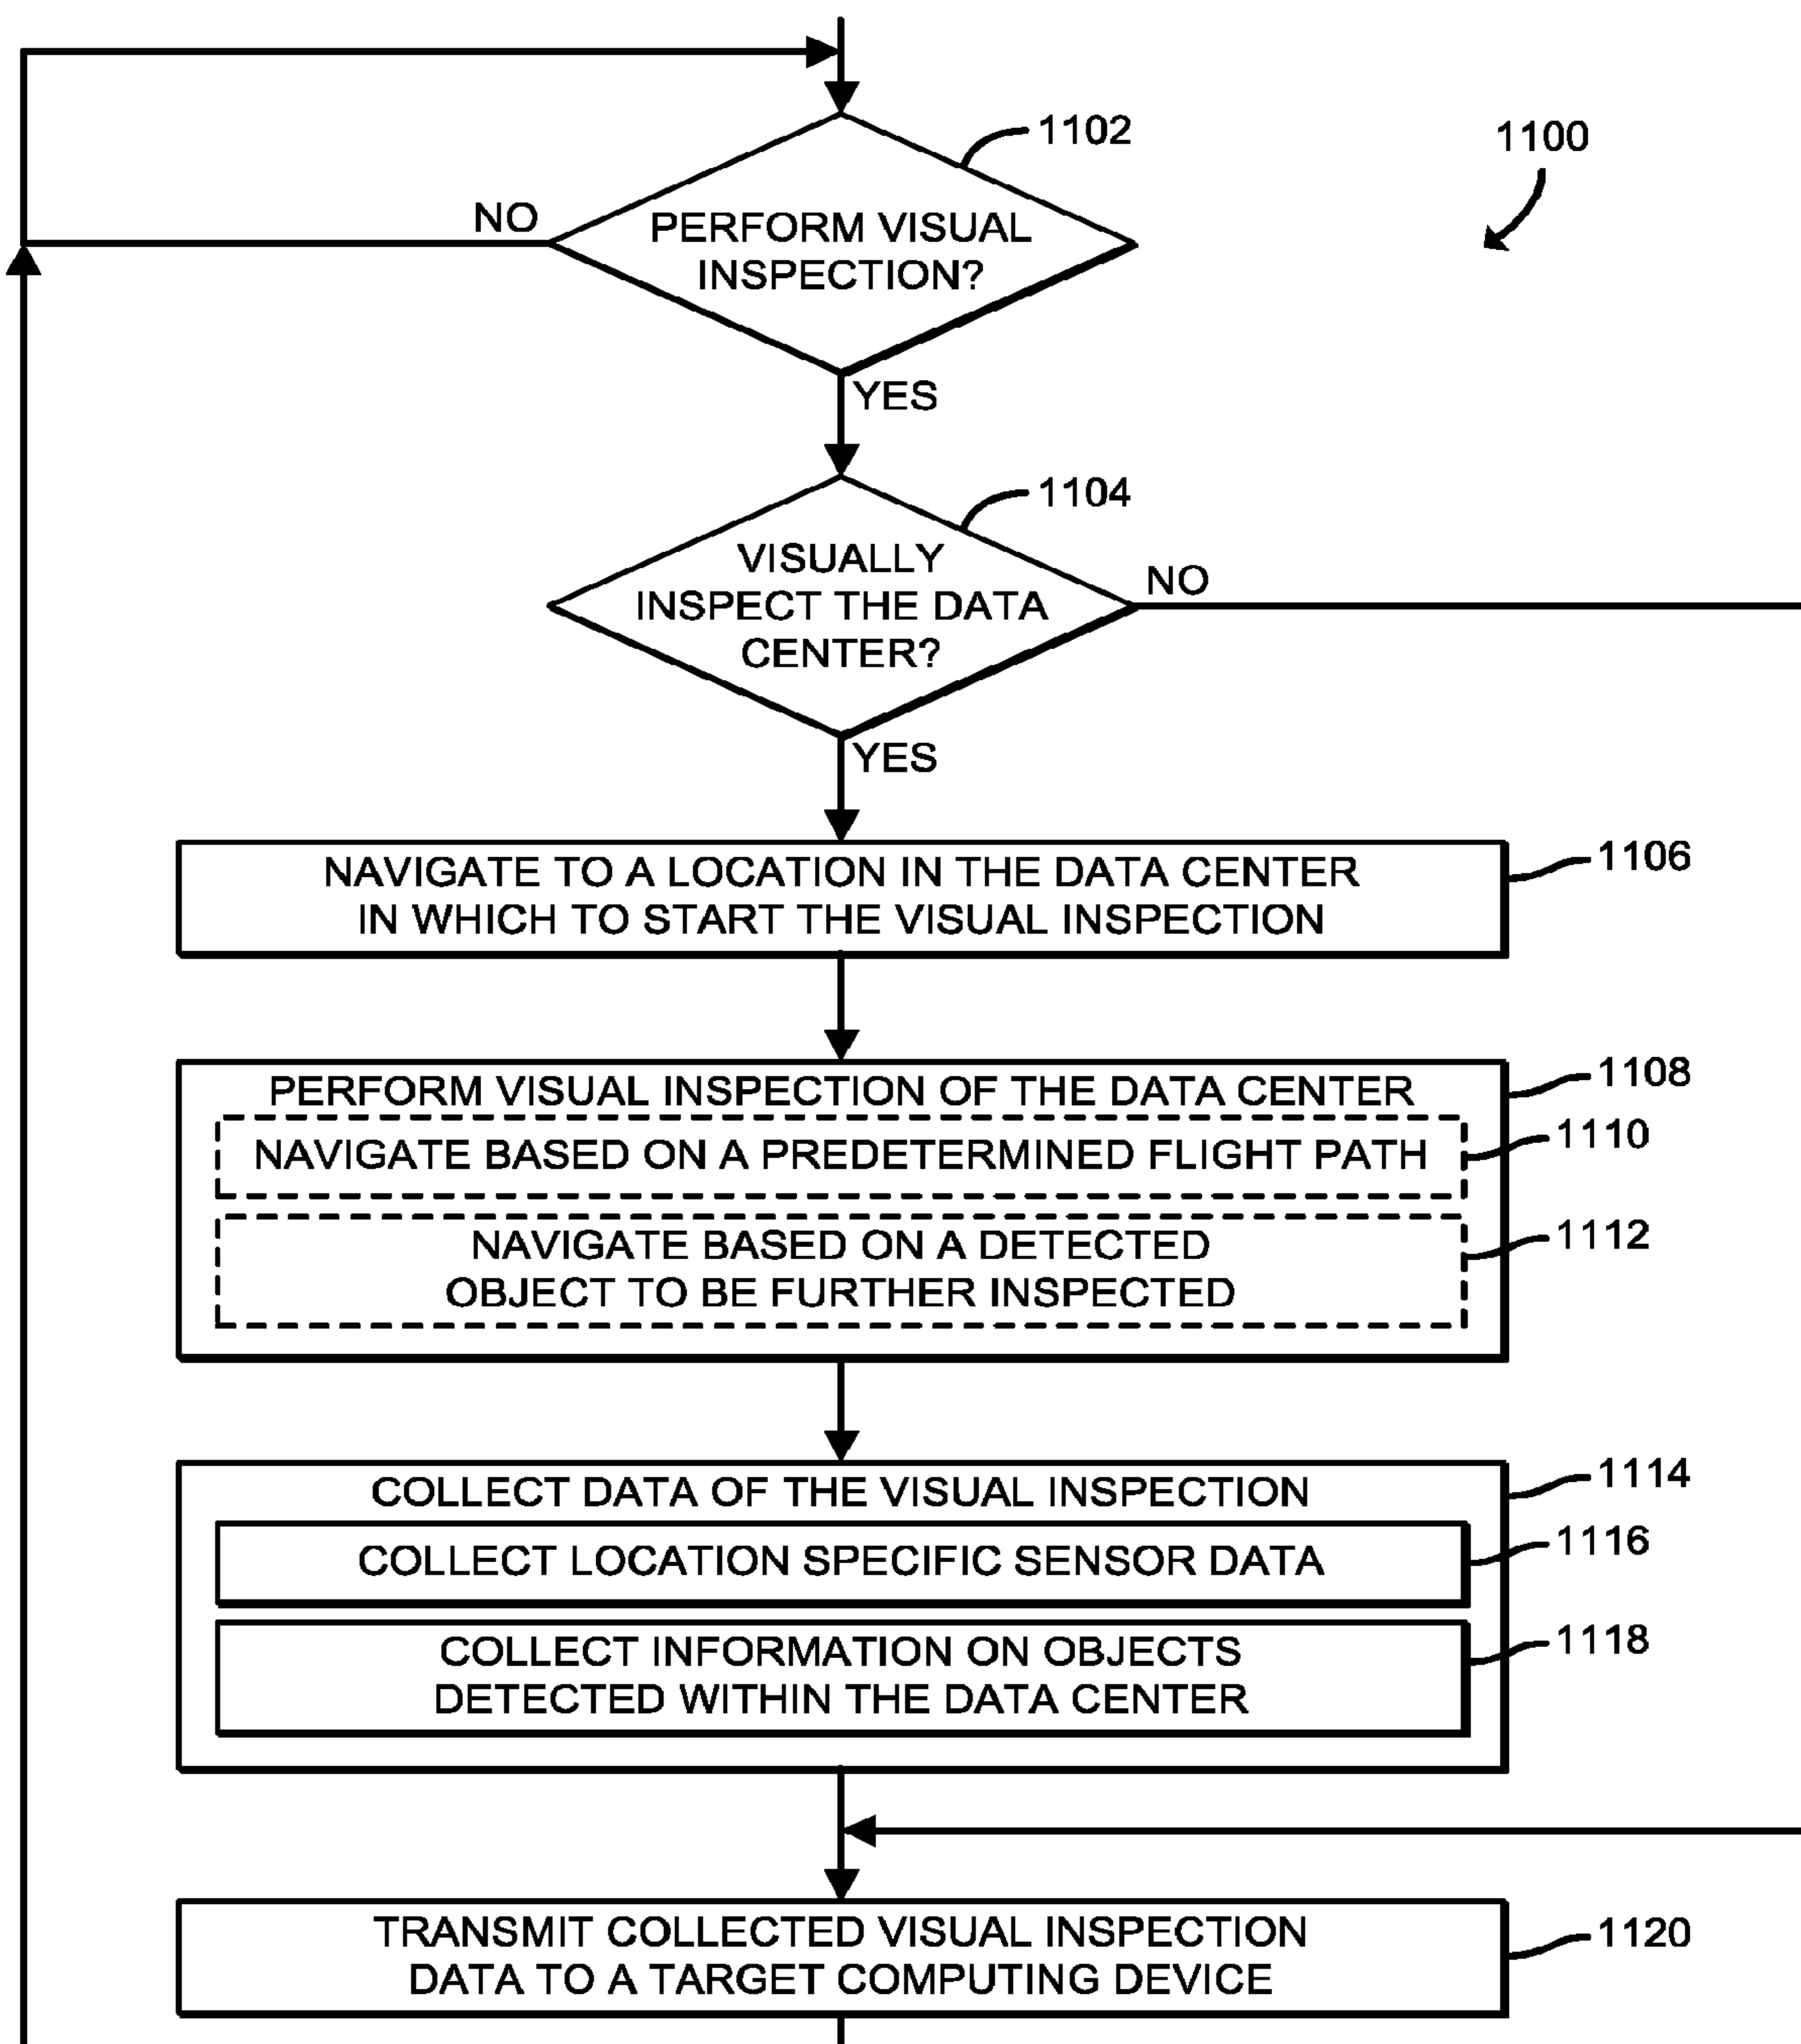 1102
1100
NO
PERFORM VISUAL
INSPECTION?
YES
1104
VISUALLY
INSPECT THE DATA
CENTER?
NO
YES
1106
NAVIGATE TO A LOCATION IN THE DATA CENTER
IN WHICH TO START THE VISUAL INSPECTION
1108
PERFORM VISUAL INSPECTION OF THE DATA CENTER
1110
NAVIGATE BASED ON A PREDETERMINED FLIGHT PATH
1112
NAVIGATE BASED ON A DETECTED
OBJECT TO BE FURTHER INSPECTED
1114
COLLECT DATA OF THE VISUAL INSPECTION
1116
COLLECT LOCATION SPECIFIC SENSOR DATA
1118
COLLECT INFORMATION ON OBJECTS
DETECTED WITHIN THE DATA CENTER
1120
TRANSMIT COLLECTED VISUAL INSPECTION
DATA TO A TARGET COMPUTING DEVICE